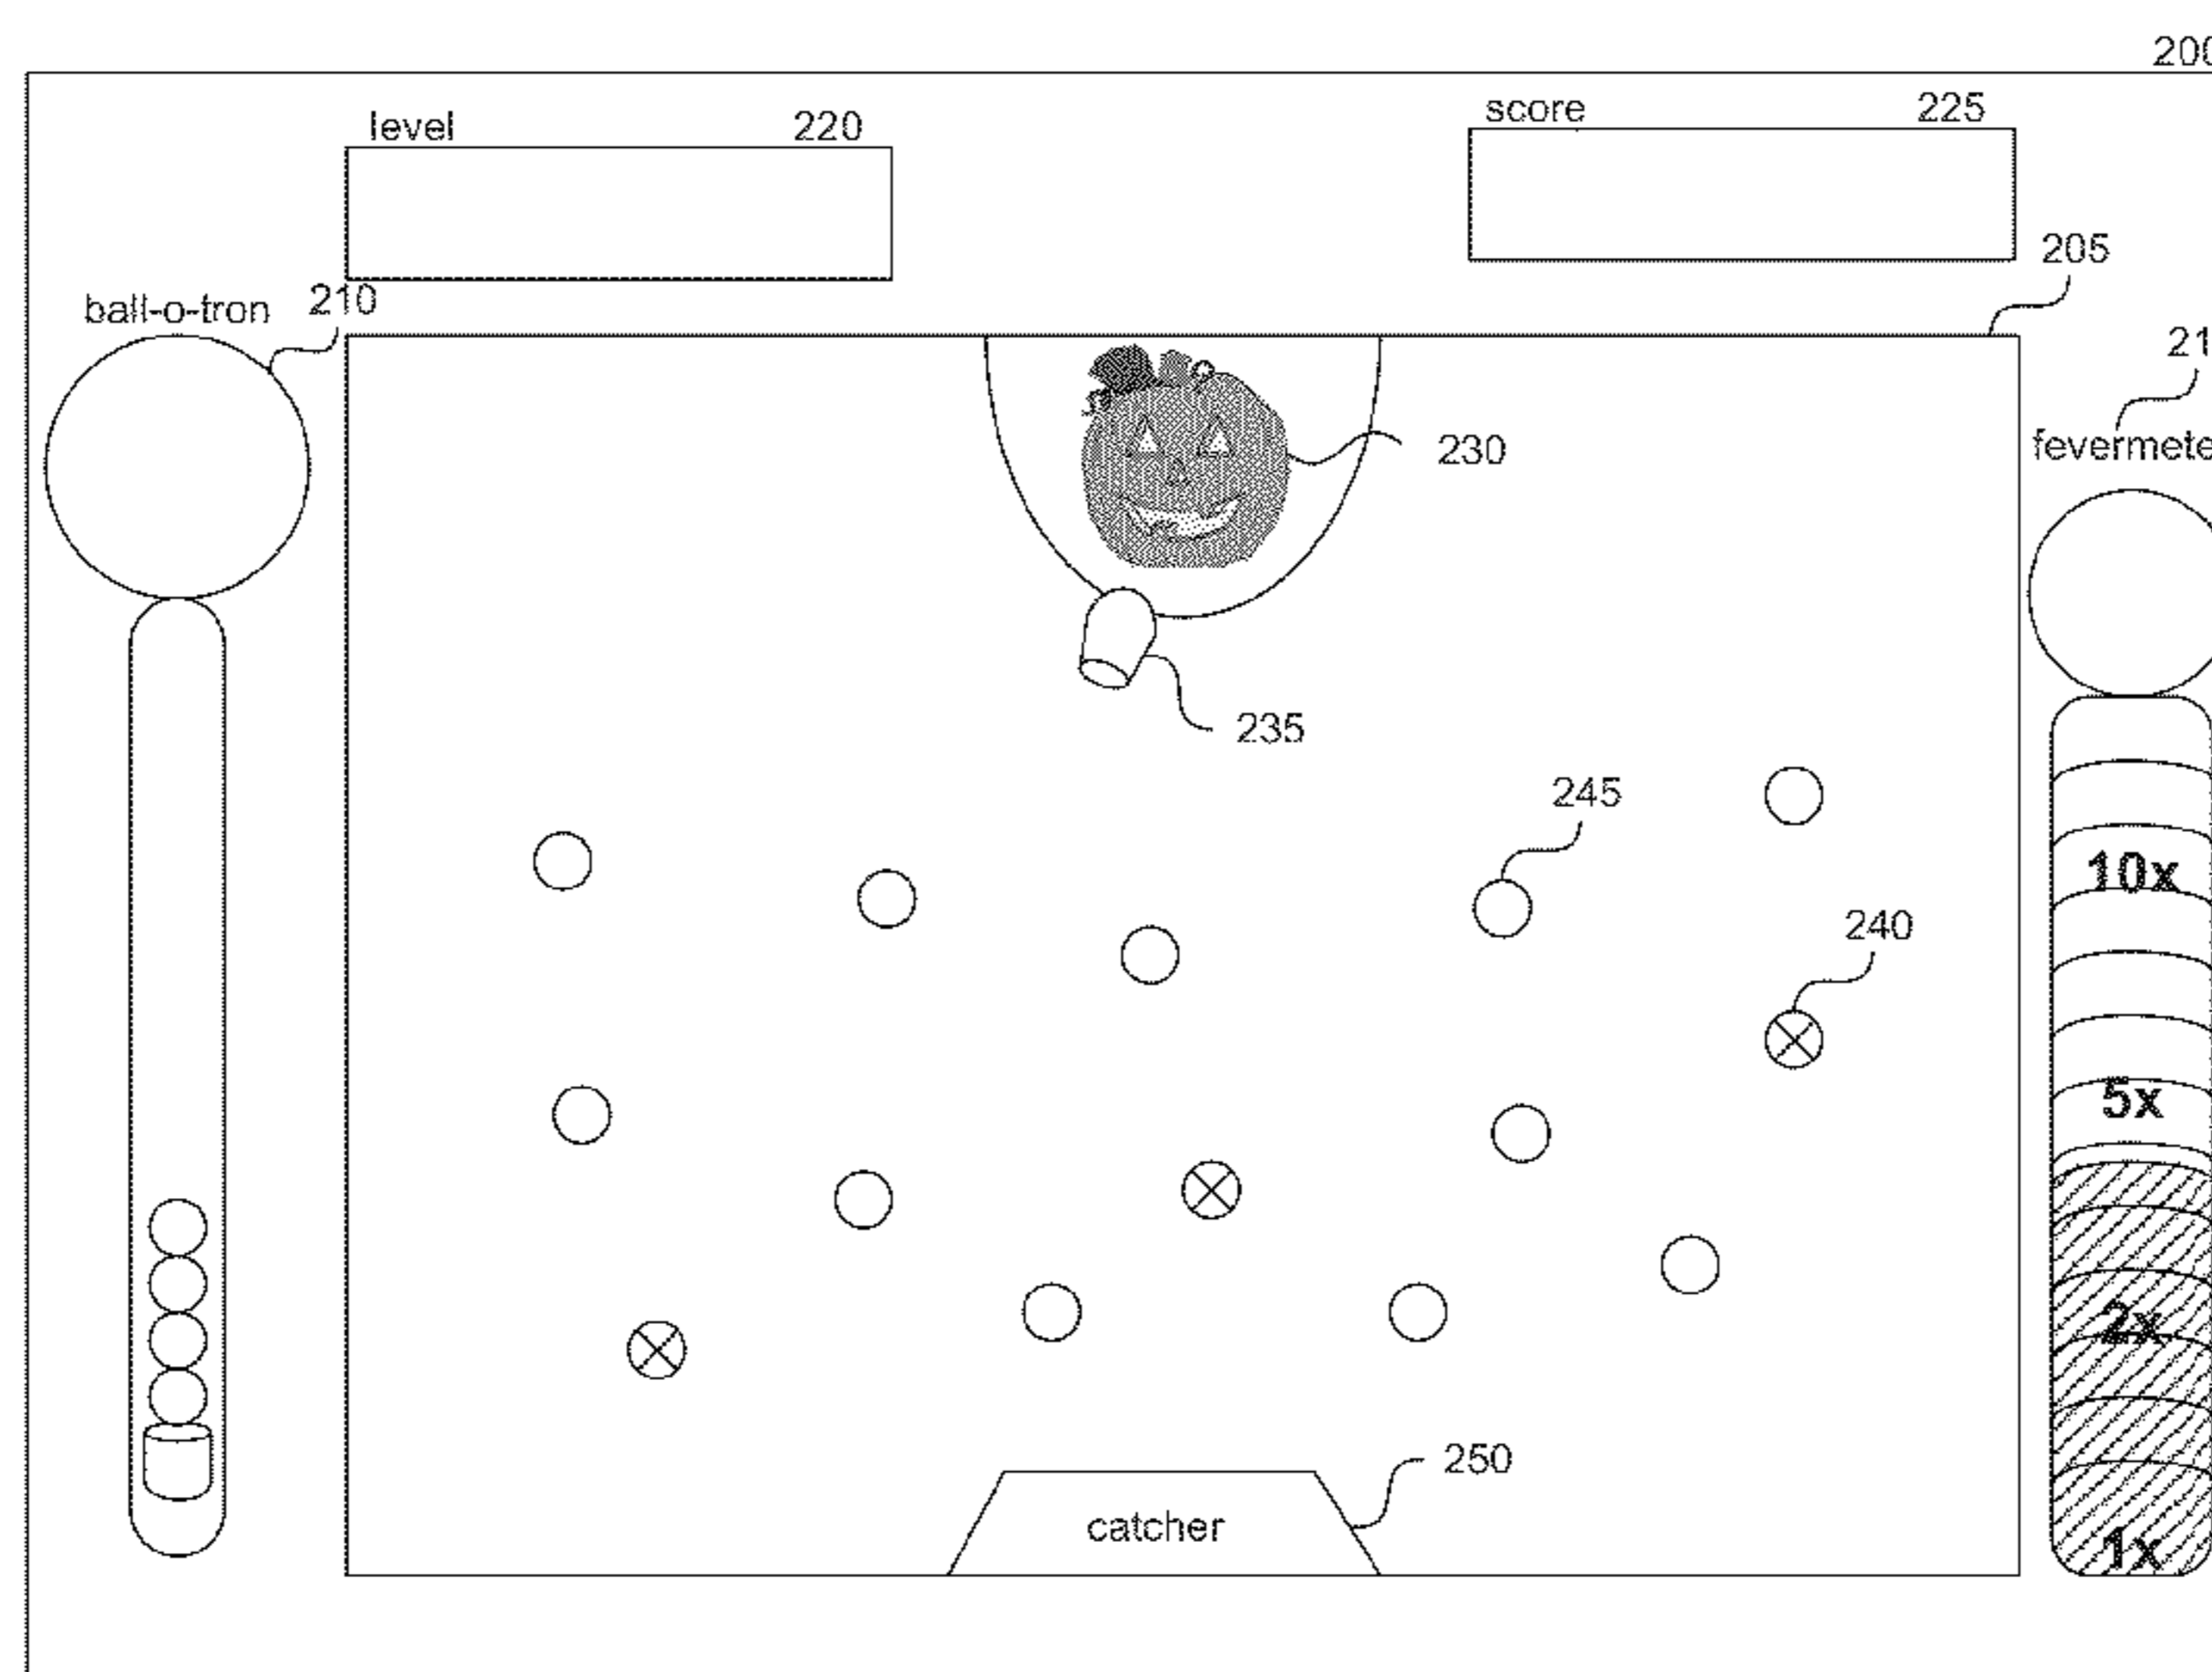 200
level 220
score 225
205
ball-o-tron 210
21
fevermete
230
235
245
10x
240
5x
2x
250
catcher
1x